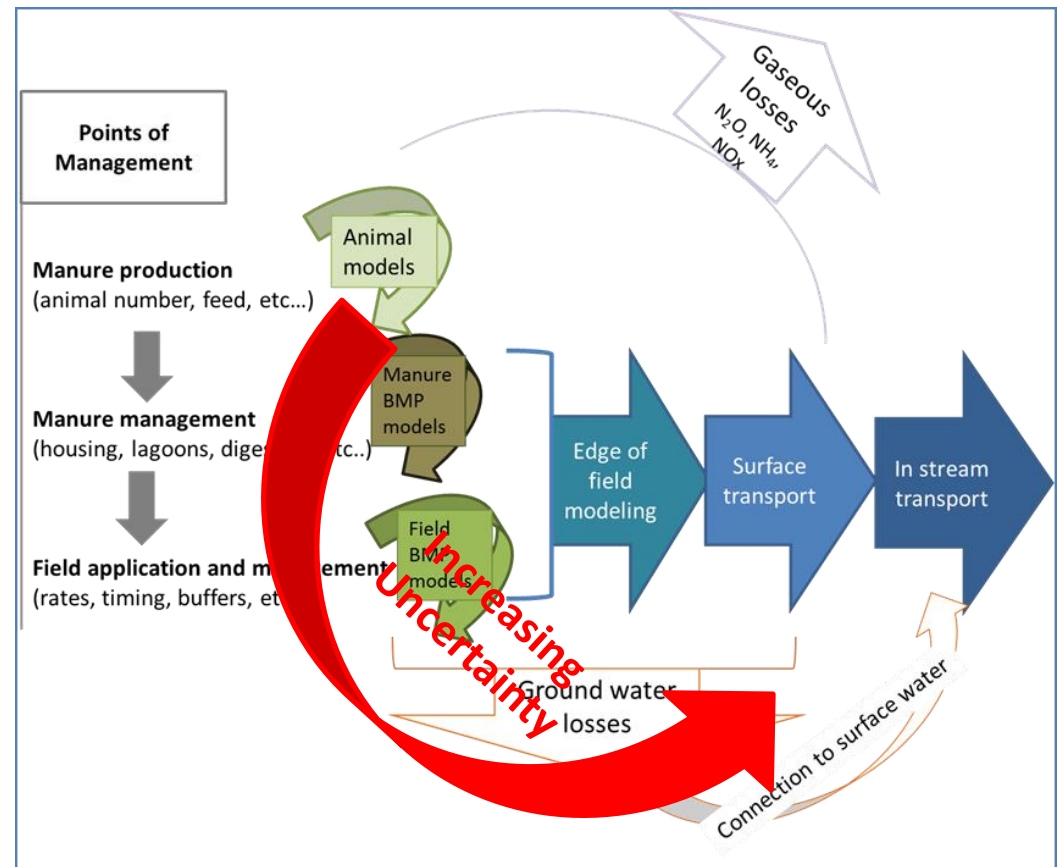 Points of
Management
Manure production
(animal number, feed, etc…)
Manure management
(housing, lagoons, diges tc..)
Field application and m ment
(rates, timing, buffers, et
Animal
models
Manure
BMP
models
Field
BMP
models
Edge of
field
modeling
Surface
transport
In stream
transport
Gaseous
losses
N₂O, NH₄,
NOx
Increasing
Uncertainty
Ground water
losses
Connection to surface water